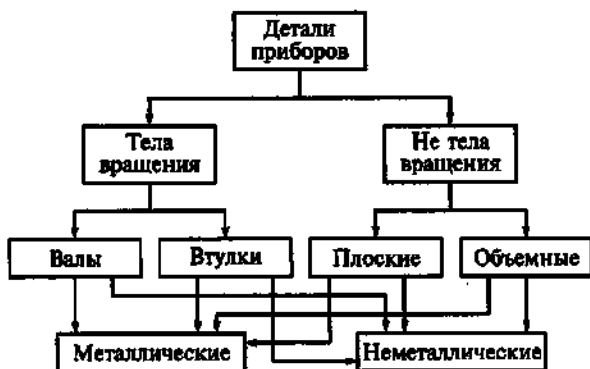 Детали
приборов
Тела
вращения
Не тела
вращения
Валы
Втулки
Плоские
Объемные
Металлические
Неметаллические